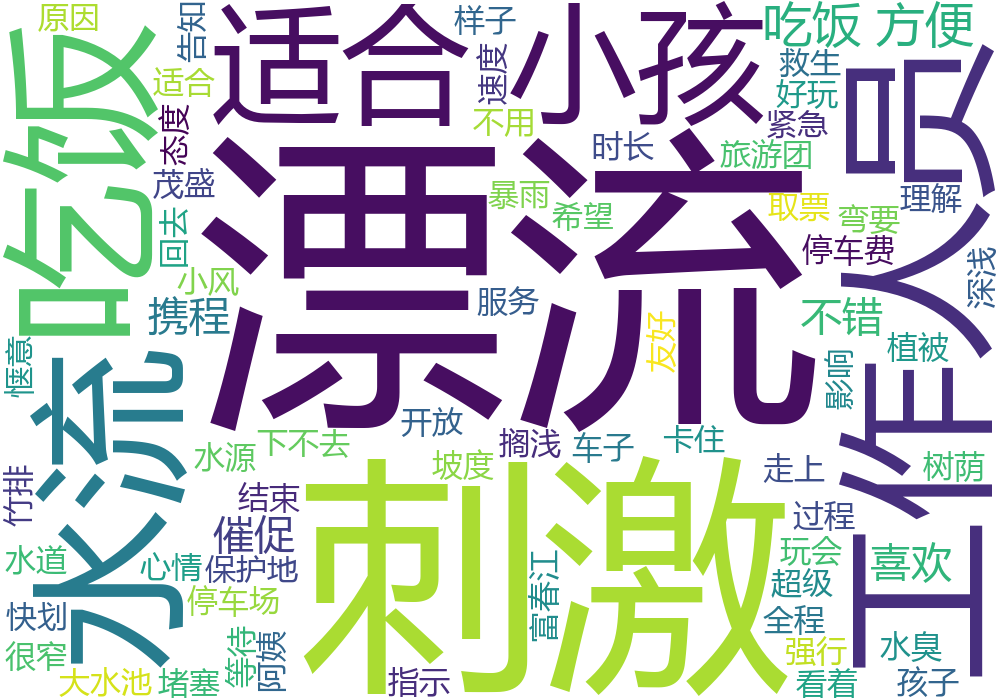 原因
告知
适合小孩
样子
吃饭 方便
吃饭
适合
速度
不用
救生
好玩
紧急
工作人员
态度
时长
旅游团
茂盛
漂流
暴雨
希望
取票
弯要
理解
回去
停车费
深浅
小风
携程
服务
友好
不错
植被
惬意
水流
影响
开放
水源
下不去
搁浅
车子
卡住
坡度
走上
树荫
竹排
结束
刺激
催促
过程
水道
心情
保护地
富春江
玩会
喜欢
超级
快划
停车场
全程
很窄
等待
阿姨
强行
水臭
大水池
堵塞
指示
看着
孩子